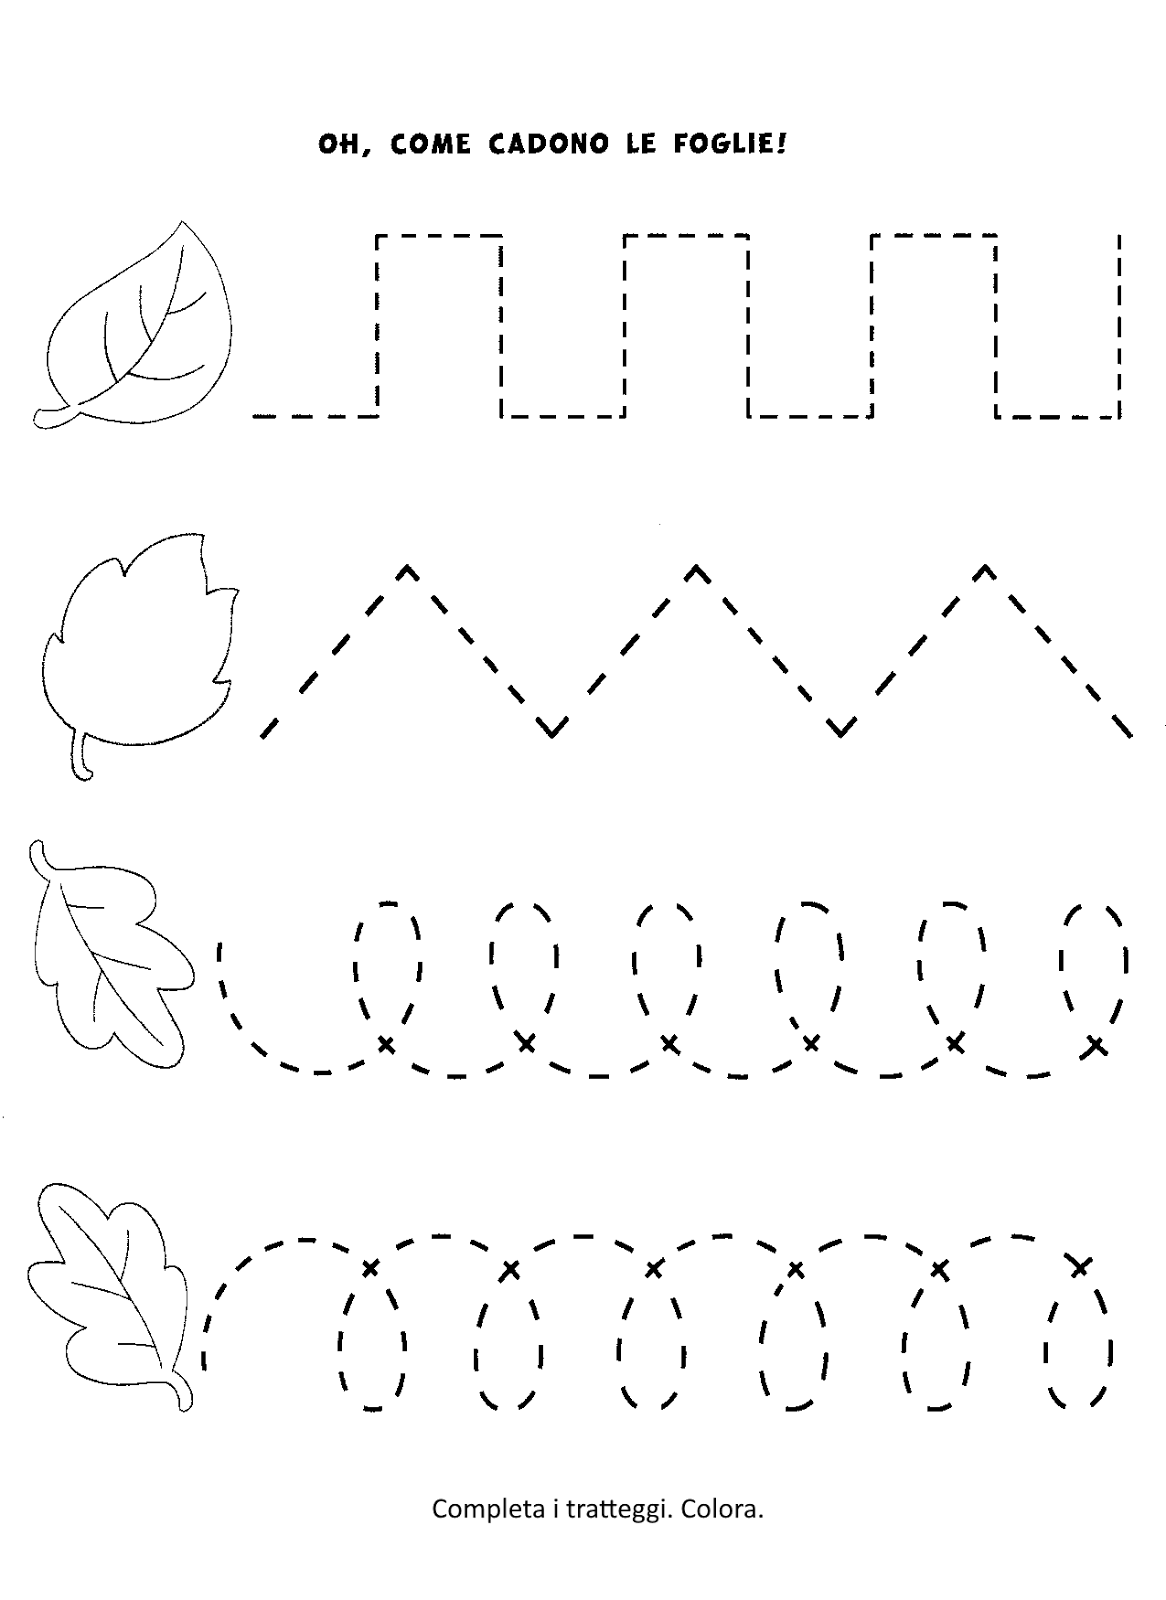 OH, COME CADONO LE FOGLIE!
Completa i tratteggi. Colora.